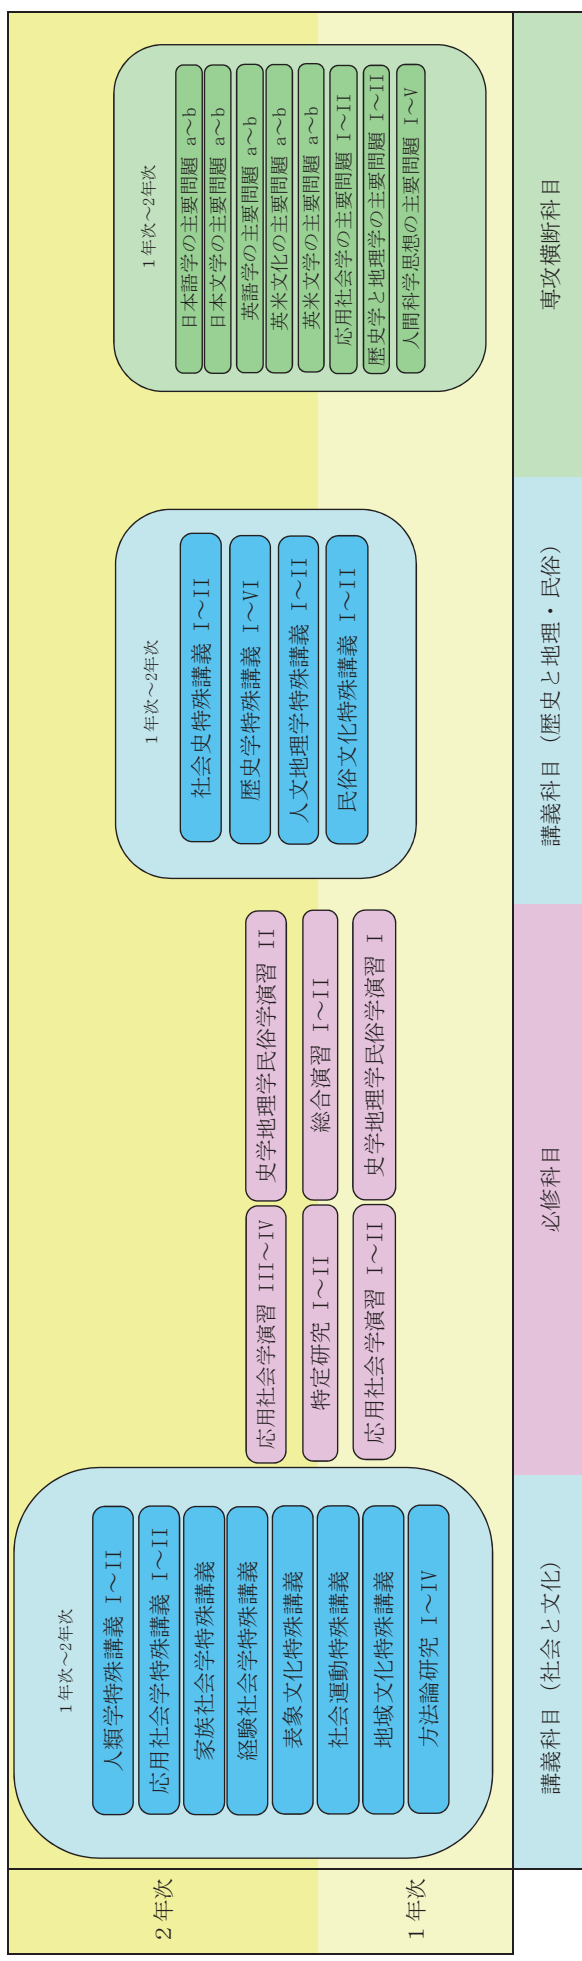 2年次
1年次
1年次～2年次
人類学特殊講義 I～II
応用社会学特殊講義 I～II
家族社会学特殊講義
経験社会学特殊講義
表象文化特殊講義
社会運動特殊講義
地域文化特殊講義
方法論研究 I～IV
講義科目（社会と文化）
応用社会学演習 III～IV
史学地理学民俗学演習 II
特定研究 I～II
総合演習 I～II
応用社会学演習 I～II
史学地理学民俗学演習 I
必修科目
1年次～2年次
社会史特殊講義 I～II
歴史学特殊講義 I～VI
人文地理学特殊講義 I～II
民俗文化特殊講義 I～II
講義科目（歴史と地理・民俗）
1年次～2年次
日本語学の主要問題 a～b
日本文学の主要問題 a～b
英語学の主要問題 a～b
英米文化の主要問題 a～b
英米文学の主要問題 a～b
応用社会学の主要問題 I～II
歴史学と地理学の主要問題 I～II
人間科学思想の主要問題 I～V
専攻横断科目